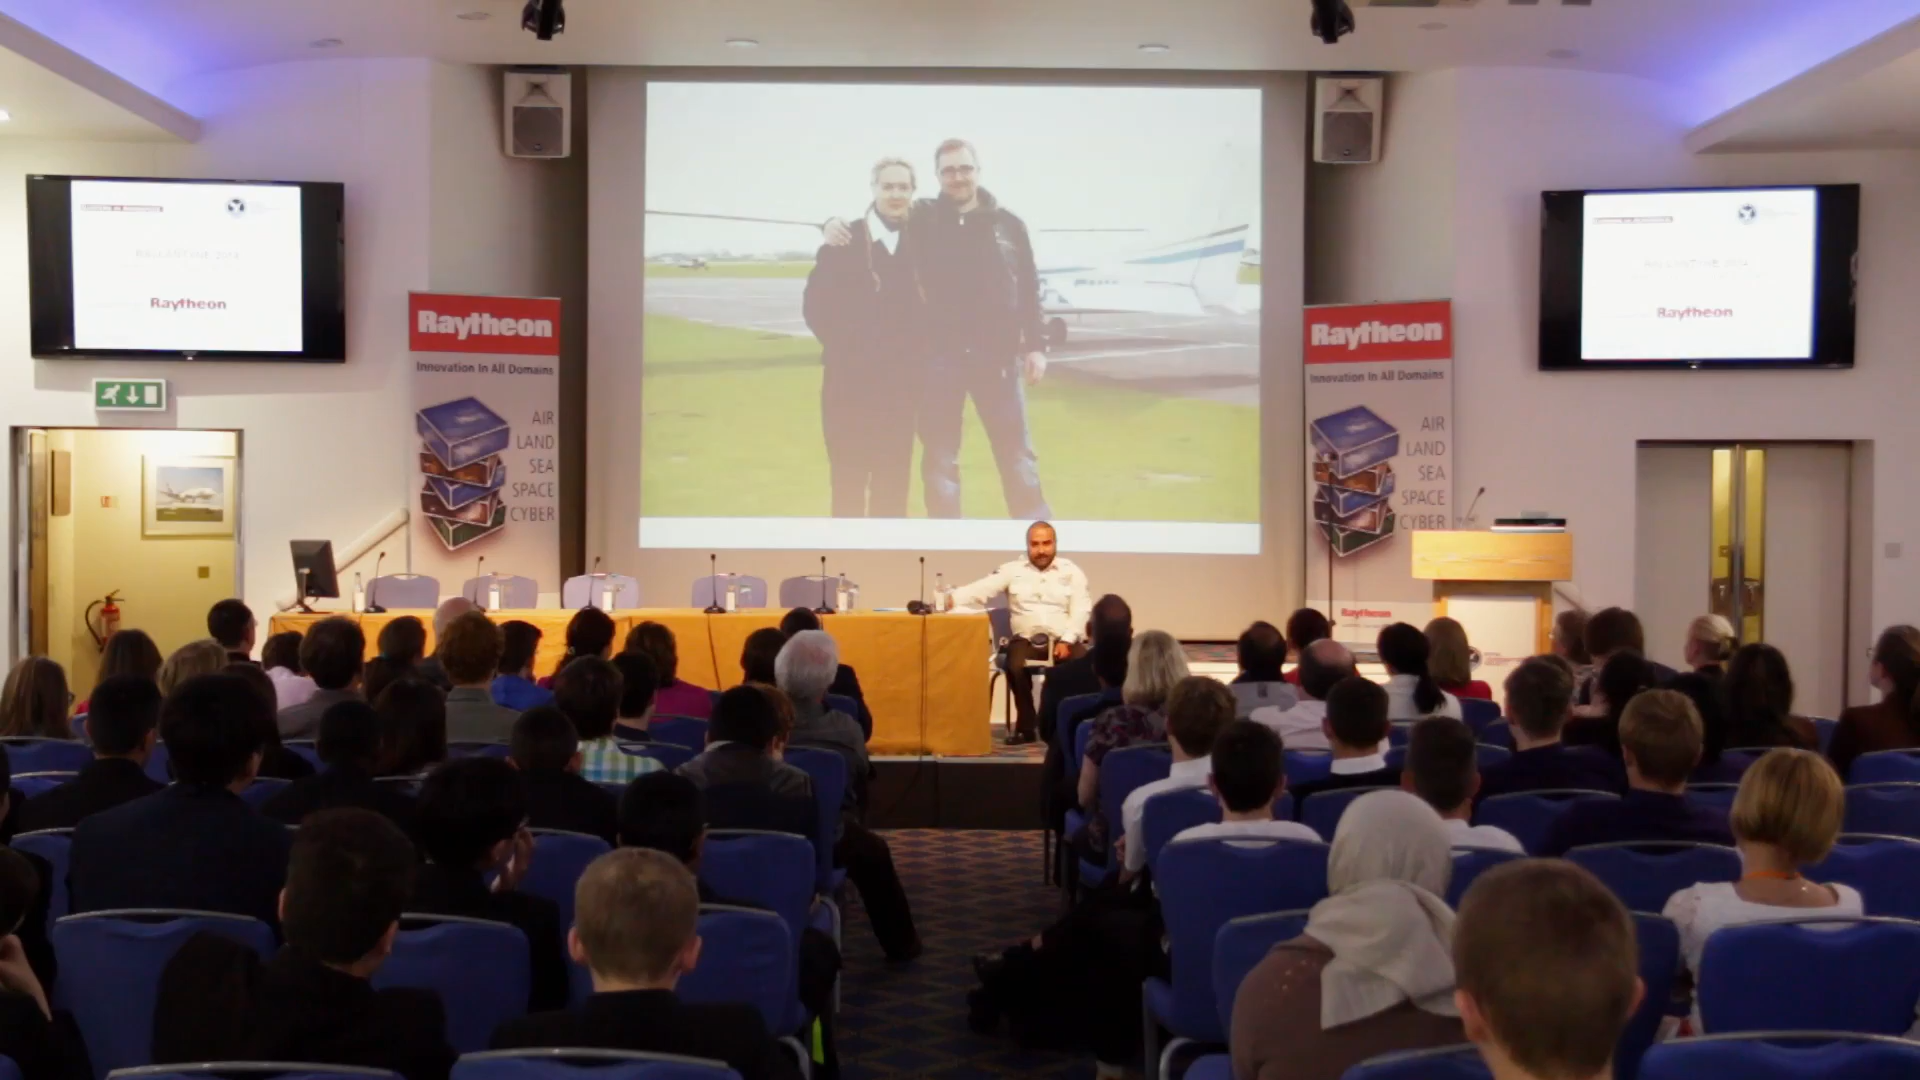 Raytheon
Raytheon
Innovation In All Domains
AIR
LAND
SEA
SPACE
CYBER
Raytheon
Innovation In All Domains
AIR
LAND
SEA
SPACE
CYBER
Raytheon
Raytheon